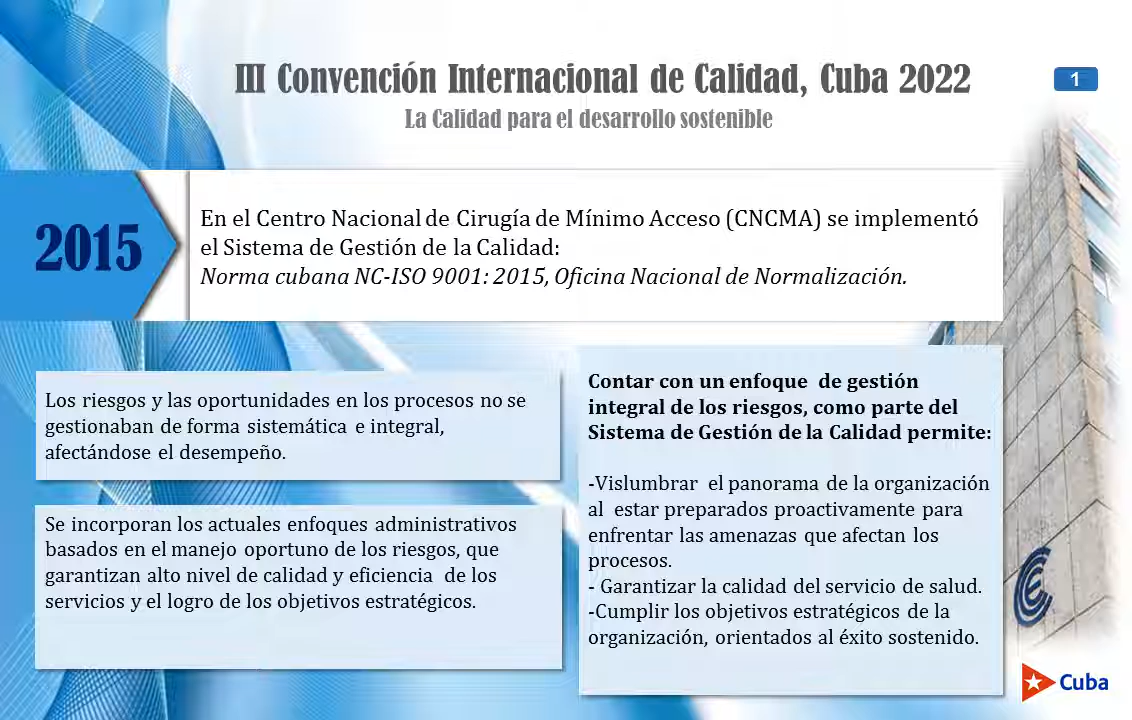 III Convención Internacional de Calidad, Cuba 2022
1
La Calidad para el desarrollo sostenible
2015
En el Centro Nacional de Cirugía de Mínimo Acceso (CNCMA) se implementó
el Sistema de Gestión de la Calidad:
Norma cubana NC-ISO 9001: 2015, Oficina Nacional de Normalización.
Los riesgos y las oportunidades en los procesos no se
gestionaban de forma sistemática e integral,
afectándose el desempeño.
Se incorporan los actuales enfoques administrativos
basados en el manejo oportuno de los riesgos, que
garantizan alto nivel de calidad y eficiencia de los
servicios y el logro de los objetivos estratégicos.
Contar con un enfoque de gestión
integral de los riesgos, como parte del
Sistema de Gestión de la Calidad permite:
-Vislumbrar el panorama de la organización
al estar preparados proactivamente para
enfrentar las amenazas que afectan los
procesos.
- Garantizar la calidad del servicio de salud.
-Cumplir los objetivos estratégicos de la
organización, orientados al éxito sostenido.
Cuba